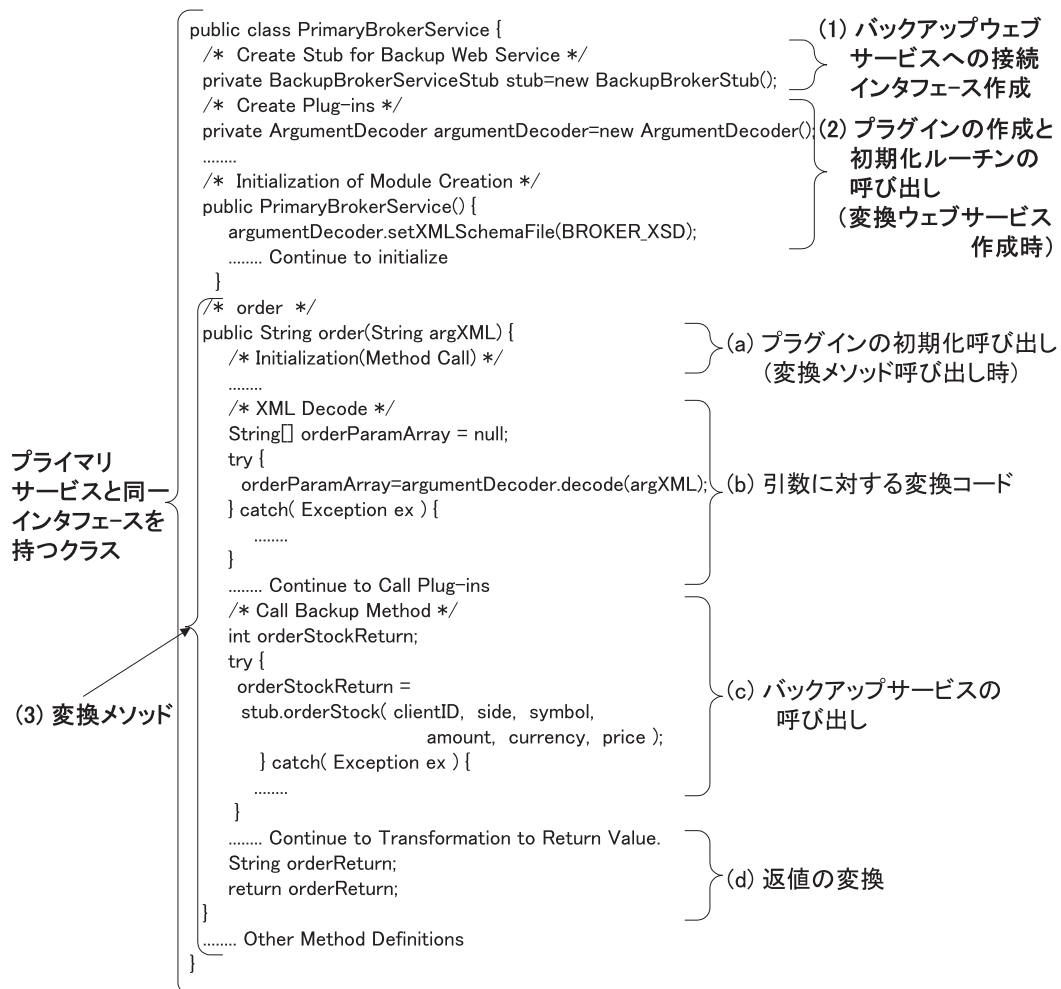 public class PrimaryBrokerService {
/* Create Stub for Backup Web Service */
private BackupBrokerServiceStub stub=new BackupBrokerStub();
/* Create Plug-ins */
private ArgumentDecoder argumentDecoder=new ArgumentDecoder();
........
/* Initialization of Module Creation */
public PrimaryBrokerService() {
argumentDecoder.setXMLSchemaFile(BROKER_XSD);
........ Continue to initialize
}
/* order */
public String order(String argXML) {
/* Initialization(Method Call) */
........
/* XML Decode */
String[] orderParamArray = null;
try {
orderParamArray=argumentDecoder.decode(argXML);
} catch( Exception ex ) {
........
}
........ Continue to Call Plug-ins
/* Call Backup Method */
int orderStockReturn;
try {
orderStockReturn =
stub.orderStock( clientID, side, symbol,
amount, currency, price );
} catch( Exception ex ) {
........
}
........ Continue to Transformation to Return Value.
String orderReturn;
return orderReturn;
}
........ Other Method Definitions
}
(1) バックアップウェブ
サービスへの接続
インタフェース作成
(2) プラグインの作成と
初期化ルーチンの
呼び出し
(変換ウェブサービス
作成時)
(a) プラグインの初期化呼び出し
(変換メソッド呼び出し時)
(b) 引数に対する変換コード
(c) バックアップサービスの
呼び出し
(d) 返値の変換
プライマリ
サービスと同一
インタフェースを
持つクラス
(3) 変換メソッド